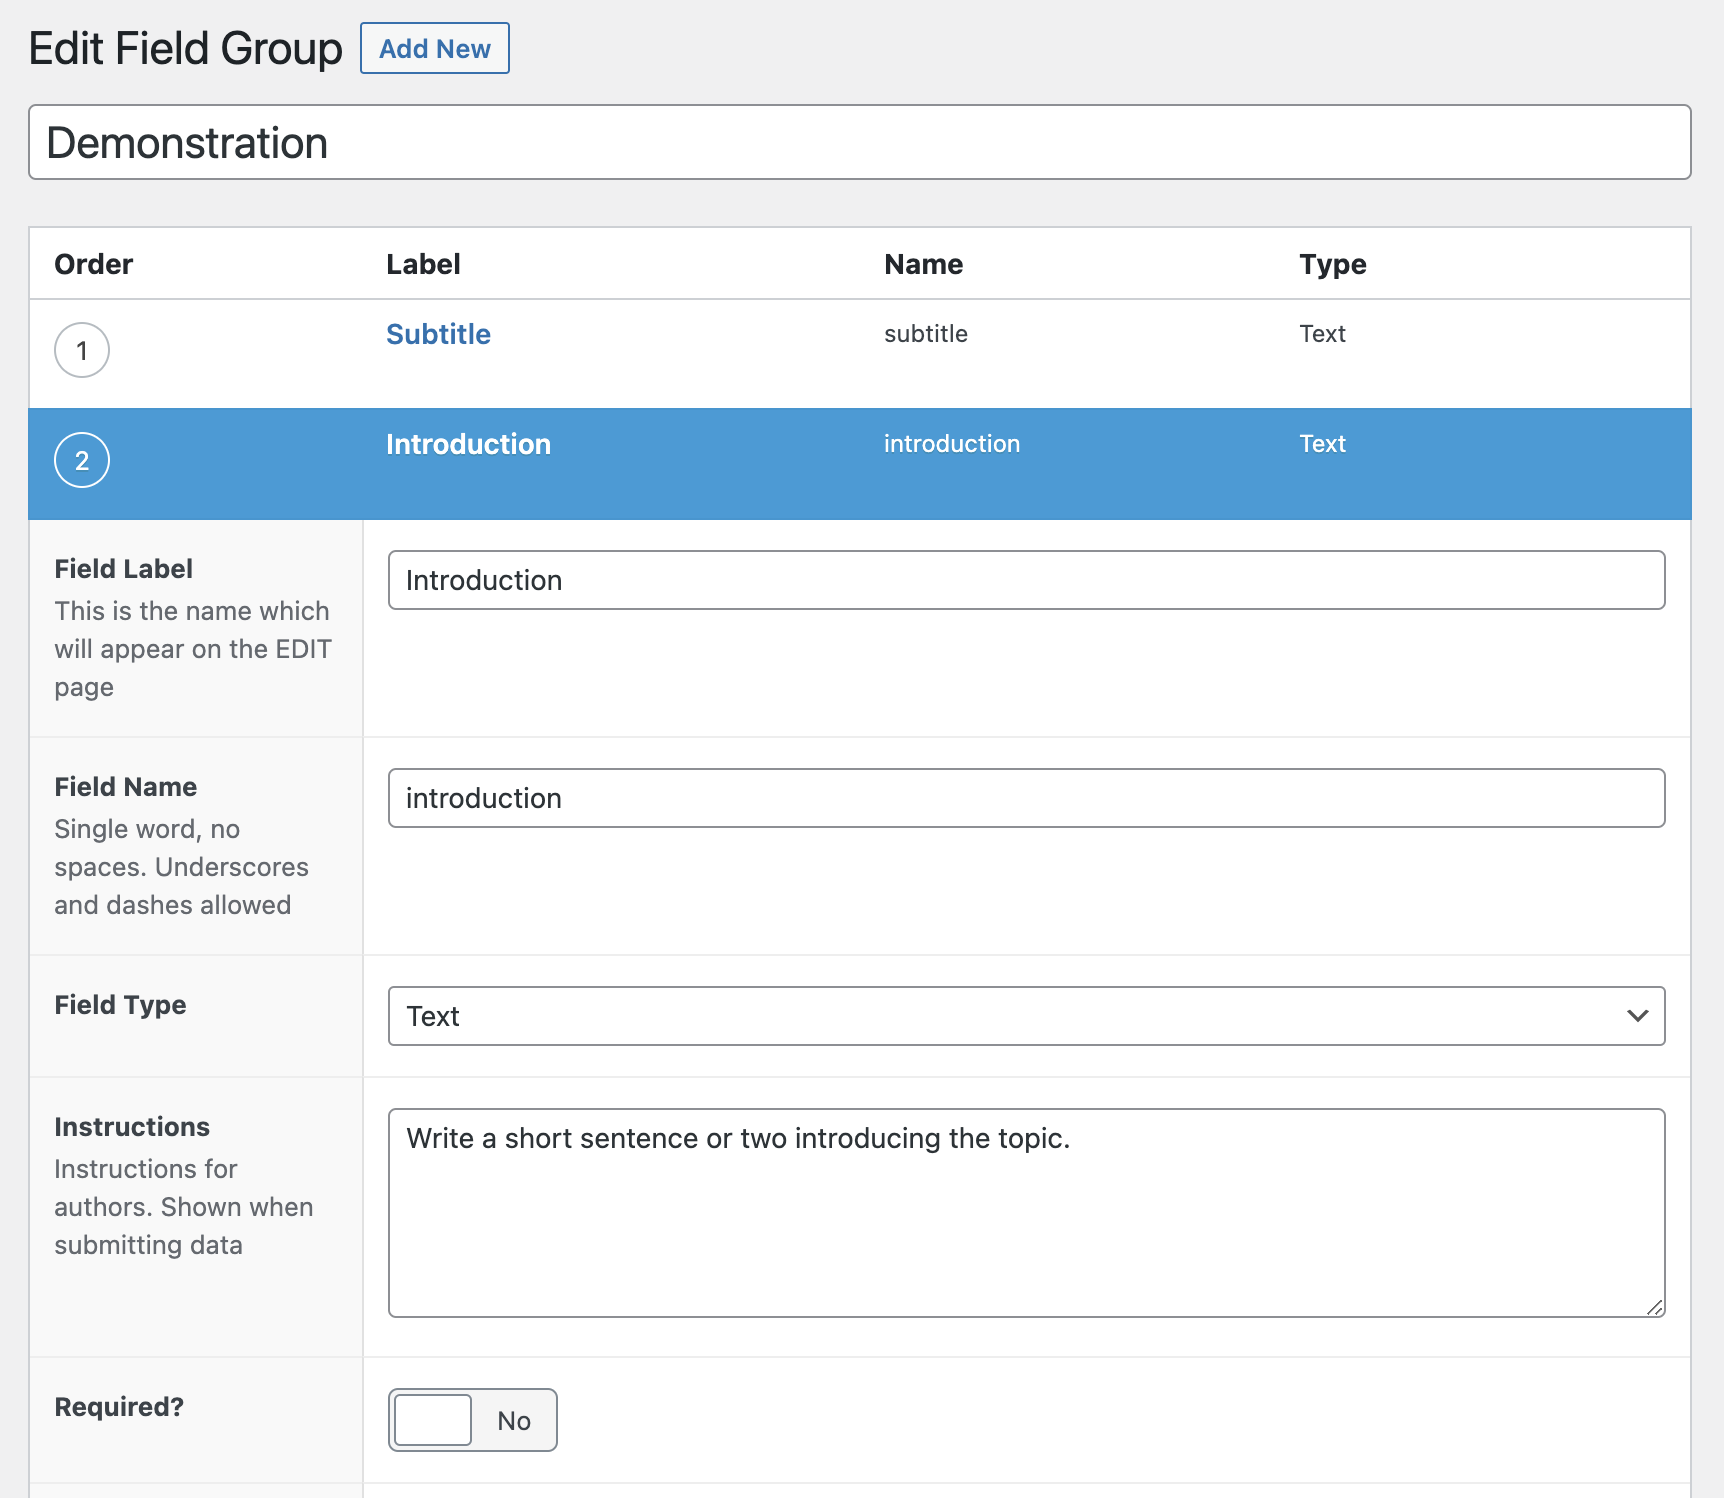 Edit Field Group Add New
Demonstration
Order Label Name Type
1 Subtitle subtitle Text
2 Introduction introduction Text
Field Label
This is the name which
will appear on the EDIT
page
Introduction
Field Name
Single word, no
spaces. Underscores
and dashes allowed
introduction
Field Type
Text
Instructions
Instructions for
authors. Shown when
submitting data
Write a short sentence or two introducing the topic.
Required?
No